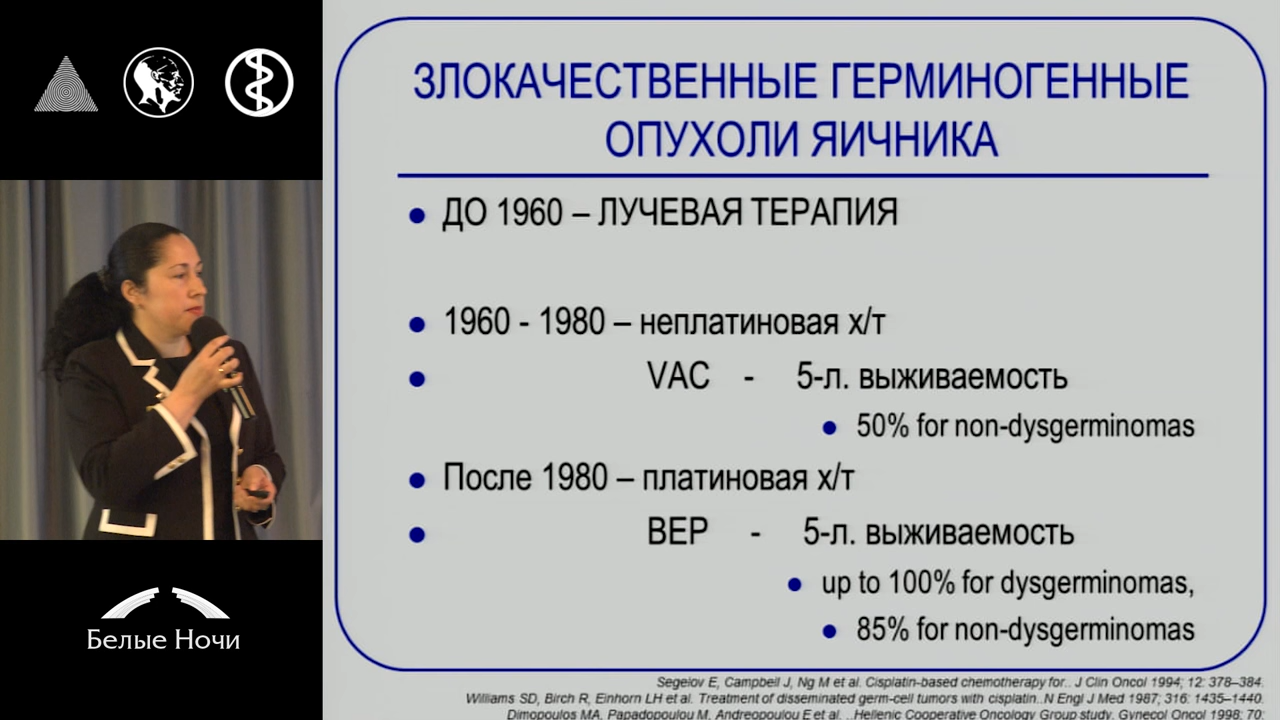 ЗЛОКАЧЕСТВЕННЫЕ ГЕРМИНОГЕННЫЕ
ОПУХОЛИ ЯИЧНИКА
● ДО 1960 – ЛУЧЕВАЯ ТЕРАПИЯ
● 1960 - 1980 – неплатиновая х/т
● VAC - 5-л. выживаемость
● 50% for non-dysgerminomas
● После 1980 – платиновая х/т
● BEP - 5-л. выживаемость
● up to 100% for dysgerminomas,
● 85% for non-dysgerminomas
Segelov E, Campbell J, Ng M et al. Cisplatin-based chemotherapy for.. J Clin Oncol 1994; 12: 378–384.
Williams SD, Birch R, Einhorn LH et al. Treatment of disseminated germ-cell tumors with cisplatin..N Engl J Med 1987; 316: 1435–1440.
Dimopoulos MA, Papadopoulou M, Andreopoulou E et al. ..Hellenic Cooperative Oncology Group study. Gynecol Oncol 1998; 70:
Белые Ночи